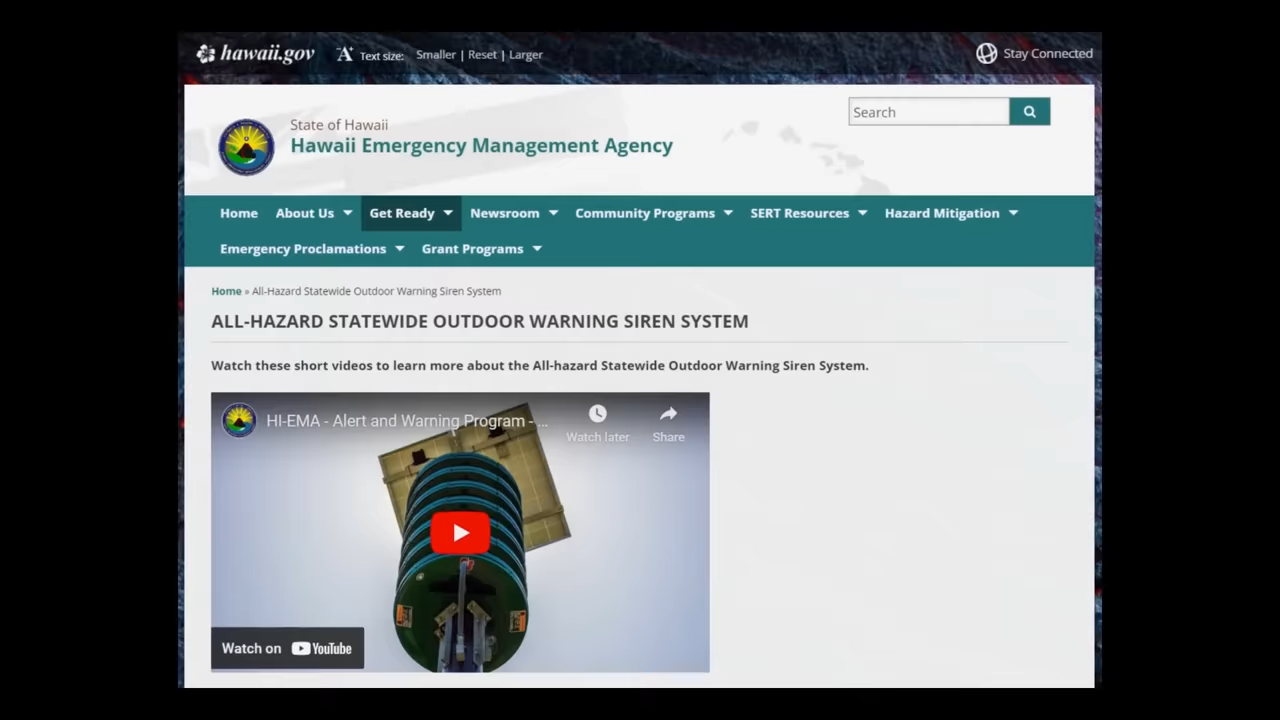 hawaii.gov Text size: Smaller | Reset | Larger Stay Connected
Search
State of Hawaii
Hawaii Emergency Management Agency
Home About Us Get Ready Newsroom Community Programs SERT Resources Hazard Mitigation
Emergency Proclamations Grant Programs
Home » All-Hazard Statewide Outdoor Warning Siren System
ALL-HAZARD STATEWIDE OUTDOOR WARNING SIREN SYSTEM
Watch these short videos to learn more about the All-hazard Statewide Outdoor Warning Siren System.
HI-EMA - Alert and Warning Program - ...
Watch later Share
Watch on YouTube